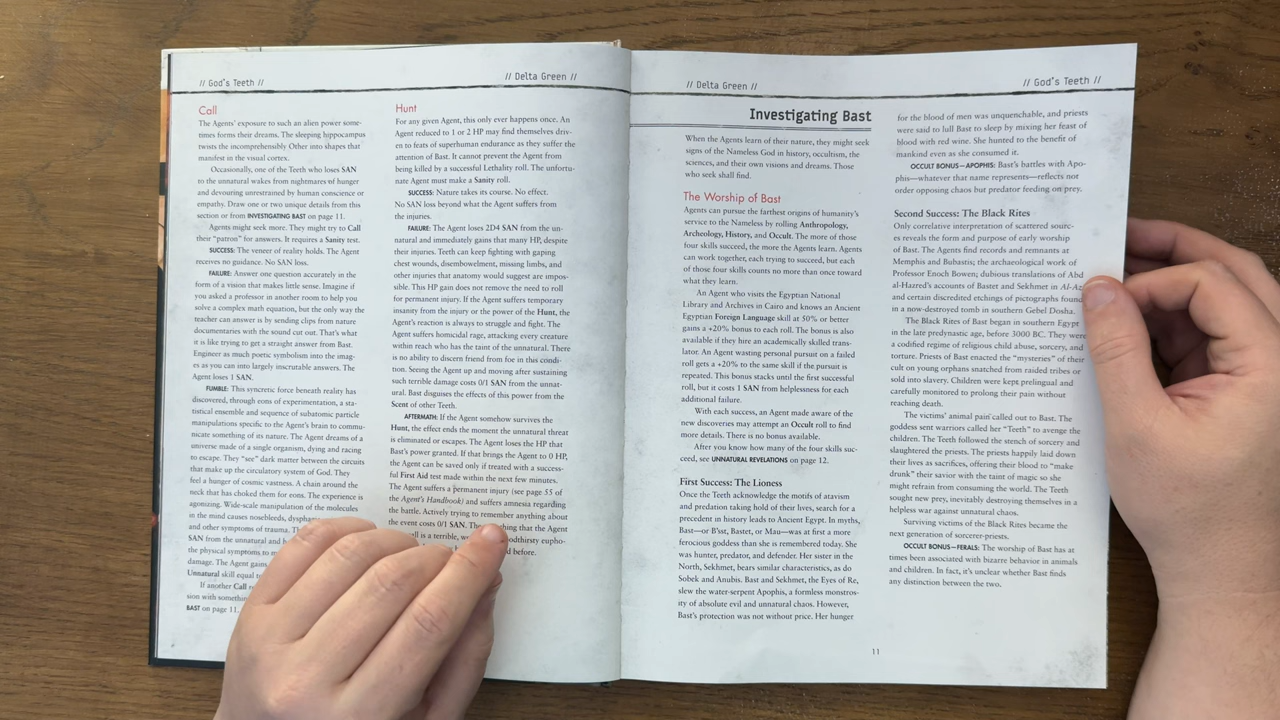 // God's Teeth //
// Delta Green //
Call
The Agents' exposure to such an alien power some-
times forms their dreams. The sleeping hippocampus
twists the incomprehensibly Other into shapes that
manifest in the visual cortex.
Occasionally, one of the Teeth who loses SAN
to the unnatural wakes from nightmares of hunger
and devouring unrestrained by human conscience or
empathy. Draw one or two unique details from this
section or from INVESTIGATING BAST on page 11.
Agents might seek more. They might try to Call
their "patron" for answers. It requires a Sanity test.
SUCCESS: The veneer of reality holds. The Agent
receives no guidance. No SAN loss.
FAILURE: Answer one question accurately in the
form of a vision that makes little sense. Imagine if
you asked a professor in another room to help you
solve a complex math equation, but the only way the
teacher can answer is by sending clips from nature
documentaries with the sound cut out. That's what
it is like trying to get a straight answer from Bast.
Engineer as much poetic symbolism into the imag-
es as you can into largely inscrutable answers. The
Agent loses 1 SAN.
FUMBLE: This syncretic force beneath reality has
discovered, through eons of experimentation, a sta-
tistical ensemble and sequence of subatomic particle
manipulations specific to the Agent's brain to commu-
nicate something of its nature. The Agent dreams of a
universe made of a single organism, dying and racing
to escape. They "see" dark matter between the circuits
that make up the circulatory system of God. They
feel a hunger of cosmic vastness. A chain around the
neck that has choked them for eons. The experience is
agonizing. Wide-scale manipulation of the molecules
in the mind causes nosebleeds,
and other symptoms of trauma.
SAN from the unnatural and
the physical symptoms to
damage. The Agent gains
Unnatural skill equal
If another Call
sion with something
BAST on page 11.
Hunt
For any given Agent, this only ever happens once. An
Agent reduced to 1 or 2 HP may find themselves driv-
en to feats of superhuman endurance as they suffer the
attention of Bast. It cannot prevent the Agent from
being killed by a successful Lethality roll. The unfortu-
nate Agent must make a Sanity roll.
SUCCESS: Nature takes its course. No effect.
No SAN loss beyond what the Agent suffers from
the injuries.
FAILURE: The Agent loses 2D4 SAN from the un-
natural and immediately gains that many HP, despite
their injuries. Teeth can keep fighting with gaping
chest wounds, disembowelment, missing limbs, and
other injuries that anatomy would suggest are impos-
sible. This HP gain does not remove the need to roll
for permanent injury. If the Agent suffers temporary
insanity from the injury or the power of the Hunt, the
Agent's reaction is always to struggle and fight. The
Agent suffers homicidal rage, attacking every creature
within reach who has the taint of the unnatural. There
is no ability to discern friend from foe in this condi-
tion. Seeing the Agent up and moving after sustaining
such terrible damage costs 0/1 SAN from the unnat-
ural. Bast disguises the effects of this power from the
Scent of other Teeth.
AFTERMATH: If the Agent somehow survives the
Hunt, the effect ends the moment the unnatural threat
is eliminated or escapes. The Agent loses the HP that
Bast's power granted. If that brings the Agent to 0 HP,
the Agent can be saved only if treated with a success-
ful First Aid test made within the next few minutes.
The Agent suffers a permanent injury (see page 55 of
the Agent's Handbook) and suffers amnesia regarding
the battle. Actively trying to remember anything about
the event costs 0/1 SAN. that the Agent
is a terrible, bloodthirsty eupho-
before.
// Delta Green //
// God's Teeth //
Investigating Bast
When the Agents learn of their nature, they might seek
signs of the Nameless God in history, occultism, the
sciences, and their own visions and dreams. Those
who seek shall find.
The Worship of Bast
Agents can pursue the farthest origins of humanity's
service to the Nameless by rolling Anthropology,
Archeology, History, and Occult. The more of those
four skills succeed, the more the Agents learn. Agents
can work together, each trying to succeed, but each
of those four skills counts no more than once toward
what they learn.
An Agent who visits the Egyptian National
Library and Archives in Cairo and knows an Ancient
Egyptian Foreign Language skill at 50% or better
gains a +20% bonus to each roll. The bonus is also
available if they hire an academically skilled trans-
lator. An Agent wasting personal pursuit on a failed
roll gets a +20% to the same skill if the pursuit is
repeated. This bonus stacks until the first successful
roll, but it costs 1 SAN from helplessness for each
additional failure.
With each success, an Agent made aware of the
new discoveries may attempt an Occult roll to find
more details. There is no bonus available.
After you know how many of the four skills suc-
ceed, see UNNATURAL REVELATIONS on page 12.
First Success: The Lioness
Once the Teeth acknowledge the motifs of atavism
and predation taking hold of their lives, search for a
precedent in history leads to Ancient Egypt. In myths,
Bast—or B'sst, Bastet, or Mau—was at first a more
ferocious goddess than she is remembered today. She
was hunter, predator, and defender. Her sister in the
North, Sekhmet, bears similar characteristics, as do
Sobek and Anubis. Bast and Sekhmet, the Eyes of Re,
slew the water-serpent Apophis, a formless monstros-
ity of absolute evil and unnatural chaos. However,
Bast's protection was not without price. Her hunger
for the blood of men was unquenchable, and priests
were said to lull Bast to sleep by mixing her feast of
blood with red wine. She hunted to the benefit of
mankind even as she consumed it.
OCCULT BONUS—APOPHIS: Bast's battles with Apo-
phis—whatever that name represents—reflects not
order opposing chaos but predator feeding on prey.
Second Success: The Black Rites
Only correlative interpretation of scattered sourc-
es reveals the form and purpose of early worship
of Bast. The Agents find records and remnants at
Memphis and Bubastis; the archaeological work of
Professor Enoch Bowen; dubious translations of Abd
al-Hazred's accounts of Bastet and Sekhmet in Al-Az
and certain discredited etchings of pictographs found
in a now-destroyed tomb in southern Gebel Dosha.
The Black Rites of Bast began in southern Egypt
in the late predynastic age, before 3000 BC. They were
a codified regime of religious child abuse, sorcery, and
torture. Priests of Bast enacted the "mysteries" of their
cult on young orphans snatched from raided tribes or
sold into slavery. Children were kept prelingual and
carefully monitored to prolong their pain without
reaching death.
The victims' animal pain called out to Bast. The
goddess sent warriors called her "Teeth" to avenge the
children. The Teeth followed the stench of sorcery and
slaughtered the priests. The priests happily laid down
their lives as sacrifices, offering their blood to "make
drunk" their savior with the taint of magic so she
might refrain from consuming the world. The Teeth
sought new prey, inevitably destroying themselves in a
helpless war against unnatural chaos.
Surviving victims of the Black Rites became the
next generation of sorcerer-priests.
OCCULT BONUS—FERALS: The worship of Bast has at
times been associated with bizarre behavior in animals
and children. In fact, it's unclear whether Bast finds
any distinction between the two.
11